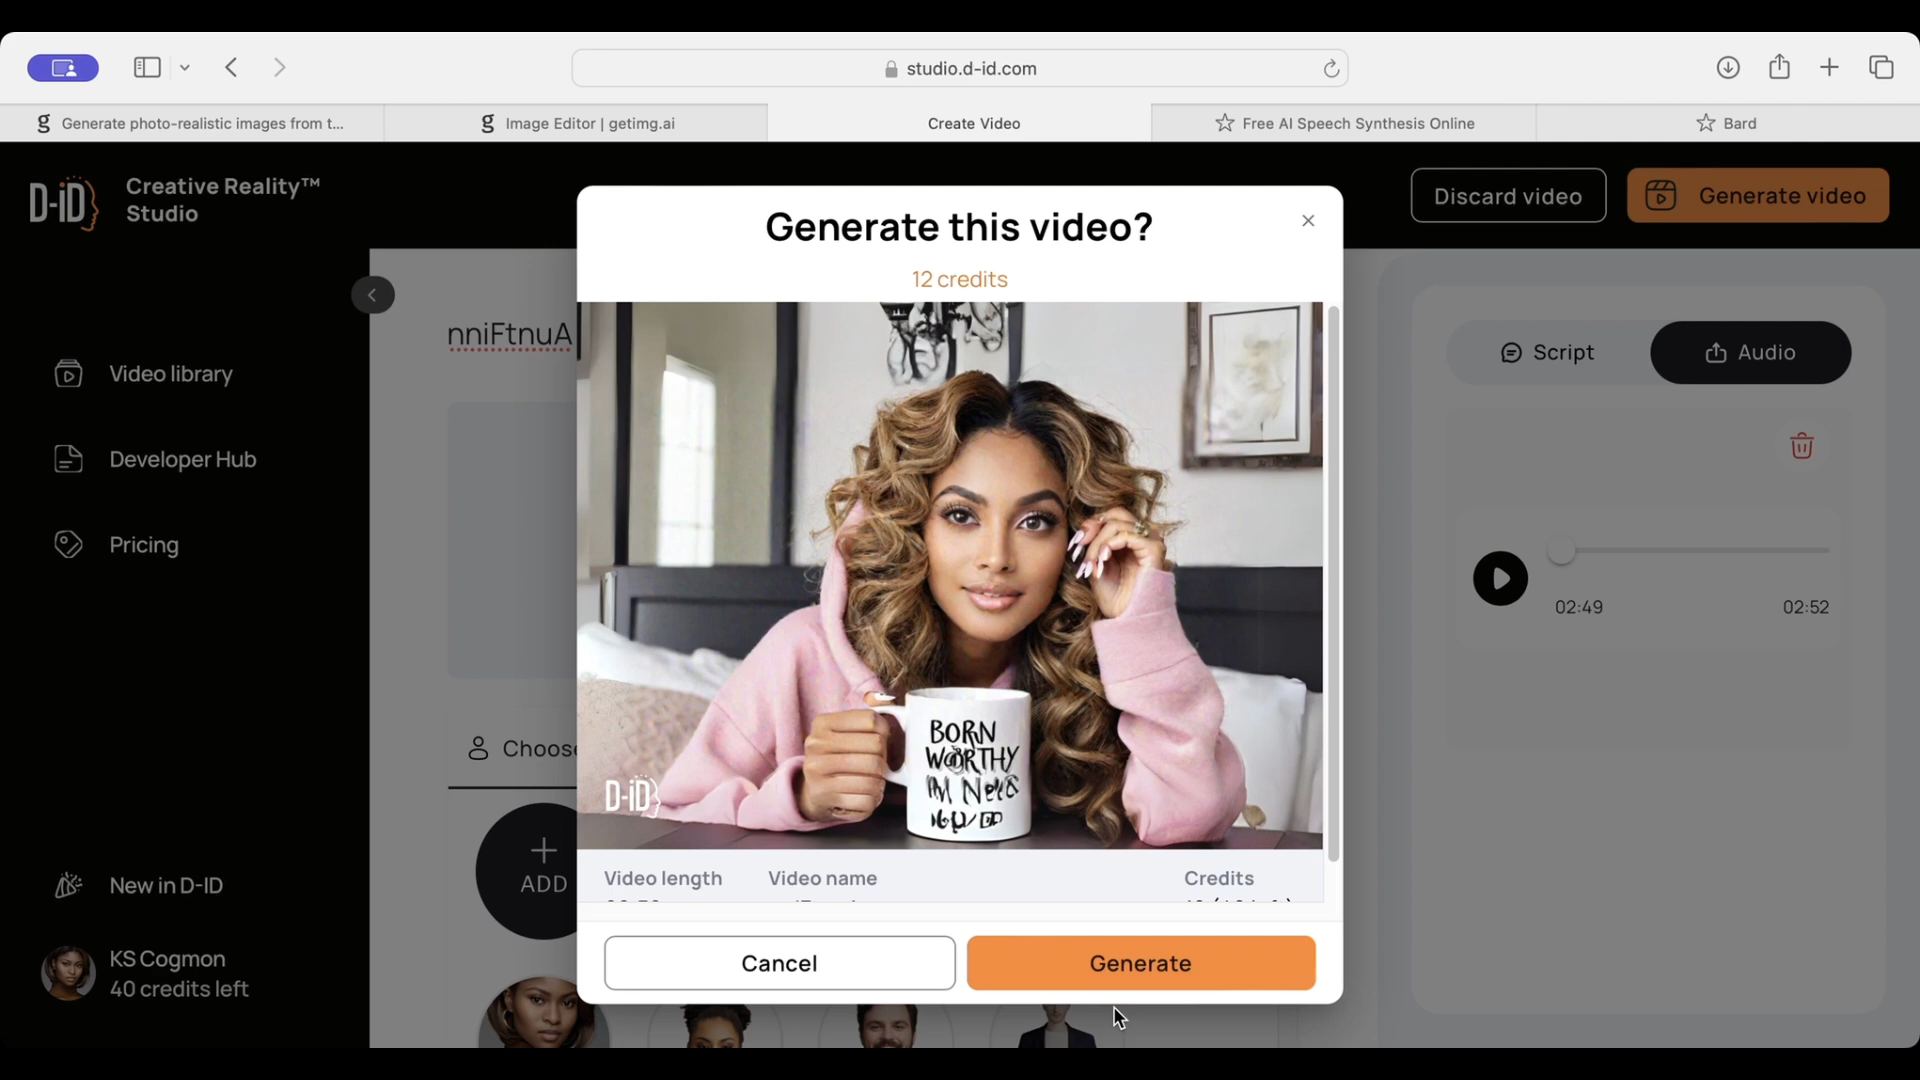 studio.d-id.com
g Generate photo-realistic images from t...
g Image Editor | getimg.ai
Create Video
Free AI Speech Synthesis Online
Bard
D-iD
Creative Reality™
Studio
Discard video
Generate video
Generate this video?
12 credits
nniFtnuA
Script
Audio
Video library
Developer Hub
Pricing
02:49
02:52
BORN
WORTHY
D-iD
Choose
ADD
Video length
Video name
Credits
New in D-ID
KS Cogmon
40 credits left
Cancel
Generate